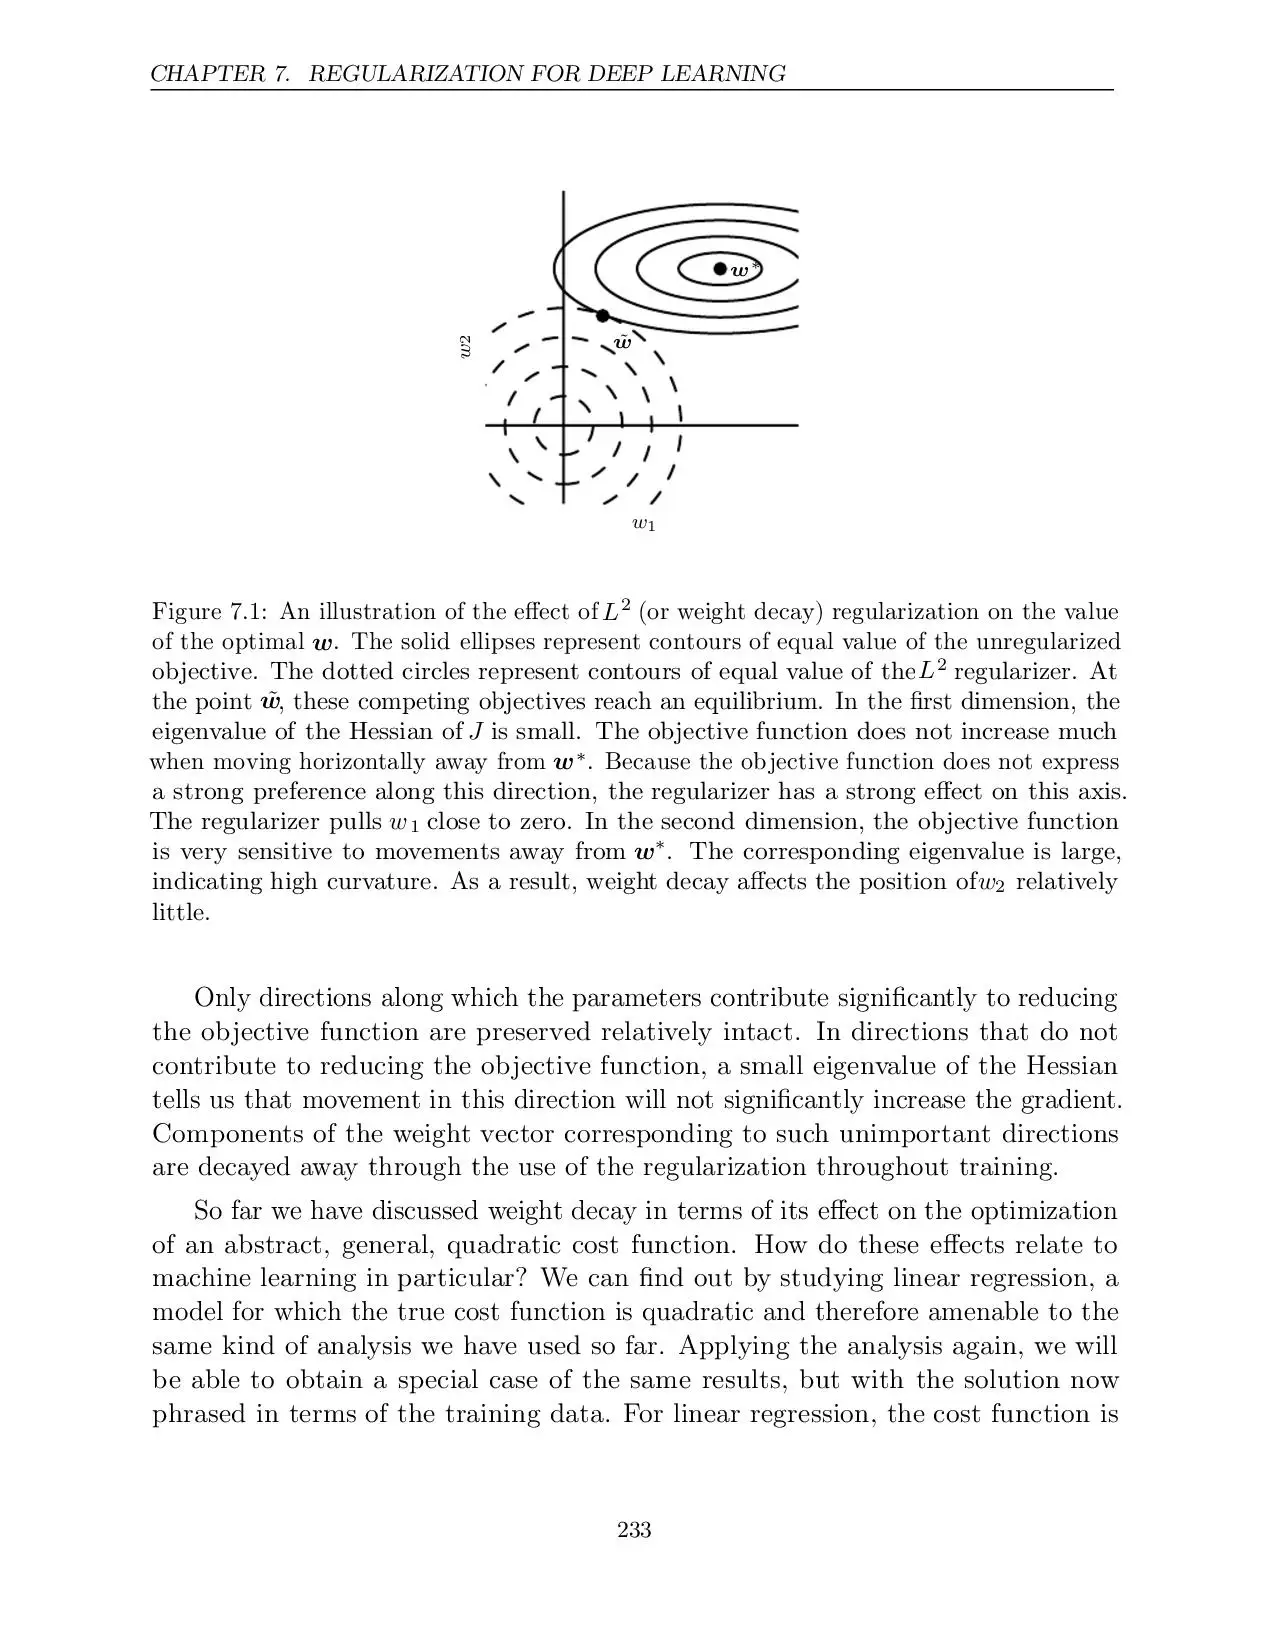 CHAPTER 7. REGULARIZATION FOR DEEP LEARNING
w*
w̃
w2
w₁
Figure 7.1: An illustration of the effect of L² (or weight decay) regularization on the value
of the optimal w. The solid ellipses represent contours of equal value of the unregularized
objective. The dotted circles represent contours of equal value of the L² regularizer. At
the point w̃, these competing objectives reach an equilibrium. In the first dimension, the
eigenvalue of the Hessian of J is small. The objective function does not increase much
when moving horizontally away from w*. Because the objective function does not express
a strong preference along this direction, the regularizer has a strong effect on this axis.
The regularizer pulls w₁ close to zero. In the second dimension, the objective function
is very sensitive to movements away from w*. The corresponding eigenvalue is large,
indicating high curvature. As a result, weight decay affects the position of w₂ relatively
little.
Only directions along which the parameters contribute significantly to reducing
the objective function are preserved relatively intact. In directions that do not
contribute to reducing the objective function, a small eigenvalue of the Hessian
tells us that movement in this direction will not significantly increase the gradient.
Components of the weight vector corresponding to such unimportant directions
are decayed away through the use of the regularization throughout training.
So far we have discussed weight decay in terms of its effect on the optimization
of an abstract, general, quadratic cost function. How do these effects relate to
machine learning in particular? We can find out by studying linear regression, a
model for which the true cost function is quadratic and therefore amenable to the
same kind of analysis we have used so far. Applying the analysis again, we will
be able to obtain a special case of the same results, but with the solution now
phrased in terms of the training data. For linear regression, the cost function is
233